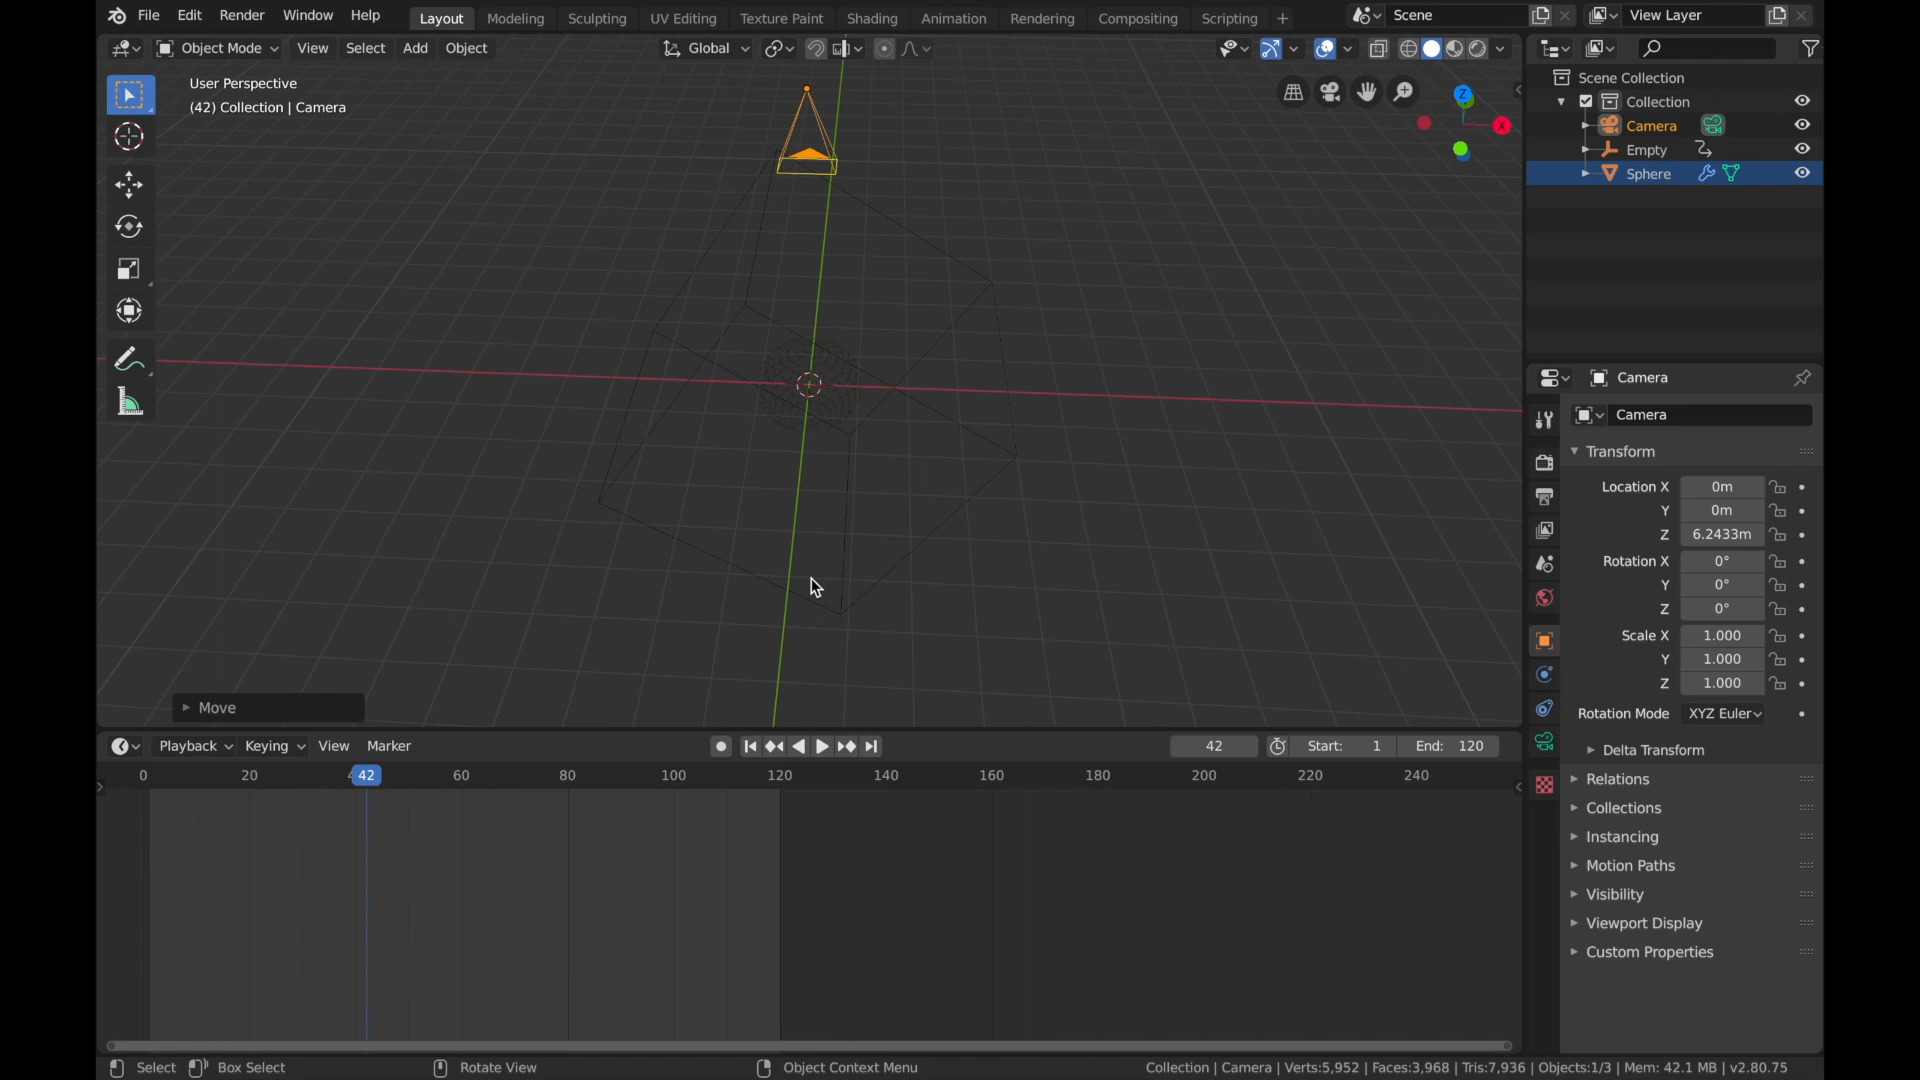 File Edit Render Window Help Layout Modeling Sculpting UV Editing Texture Paint Shading Animation Rendering Compositing Scripting + Scene View Layer
Object Mode View Select Add Object Global
User Perspective
(42) Collection | Camera
Z
X
Scene Collection
Collection
Camera
Empty
Sphere
Camera
Camera
Transform
Location X 0m
Y 0m
Z 6.2433m
Rotation X 0°
Y 0°
Z 0°
Scale X 1.000
Y 1.000
Z 1.000
Rotation Mode XYZ Euler
Delta Transform
Relations
Collections
Instancing
Motion Paths
Visibility
Viewport Display
Custom Properties
Move
Playback Keying View Marker 42 Start: 1 End: 120
0 20 42 60 80 100 120 140 160 180 200 220 240
Select Box Select Rotate View Object Context Menu Collection | Camera | Verts:5,952 | Faces:3,968 | Tris:7,936 | Objects:1/3 | Mem: 42.1 MB | v2.80.75